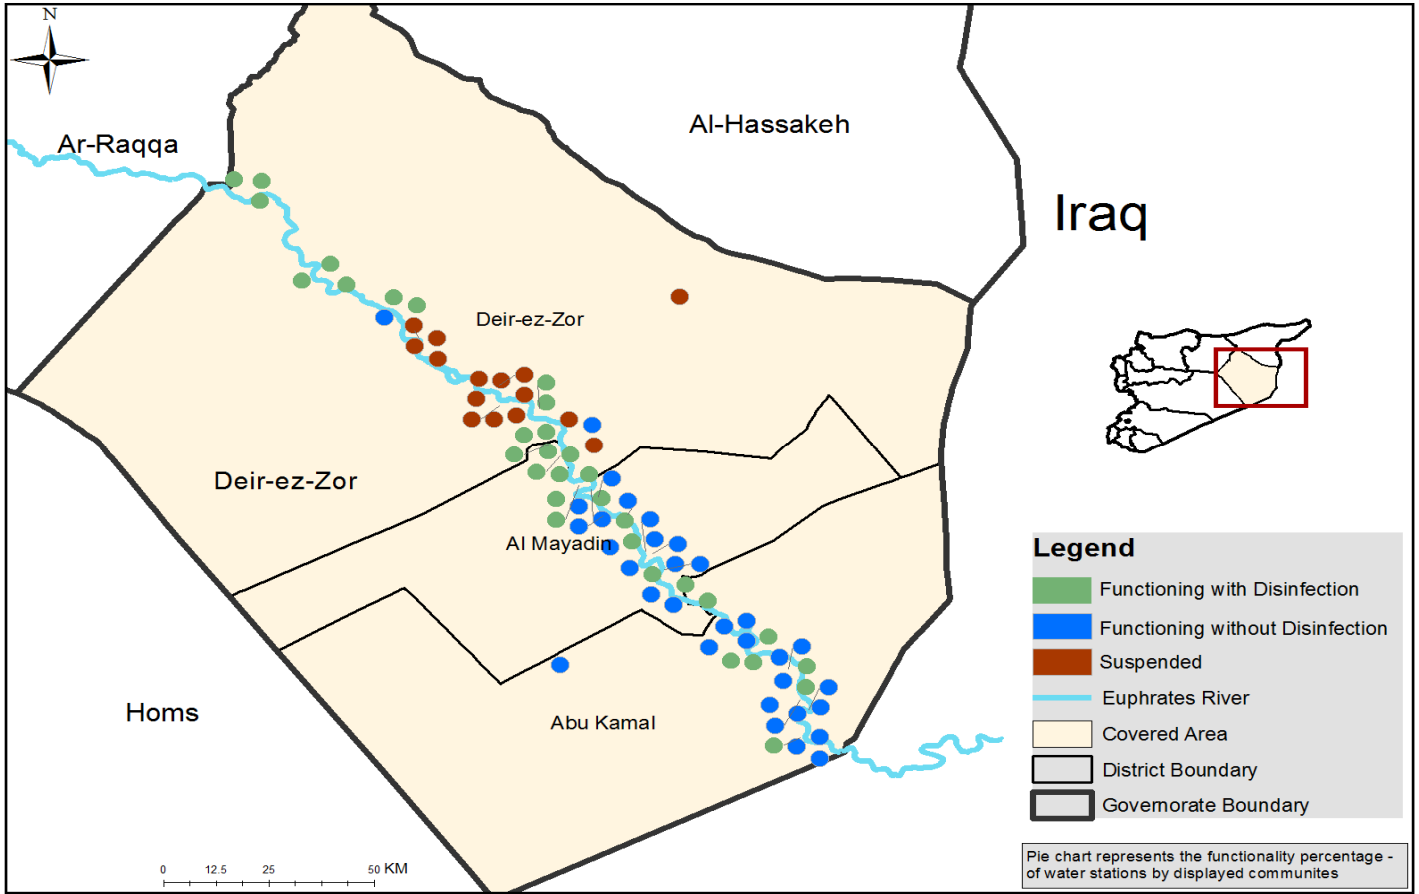 N
Ar-Raqqa
Al-Hassakeh
Iraq
Deir-ez-Zor
Deir-ez-Zor
Al Mayadin
Homs
Abu Kamal
0 12.5 25 50 KM
Legend
Functioning with Disinfection
Functioning without Disinfection
Suspended
Euphrates River
Covered Area
District Boundary
Governorate Boundary
Pie chart represents the functionality percentage -
of water stations by displayed communites